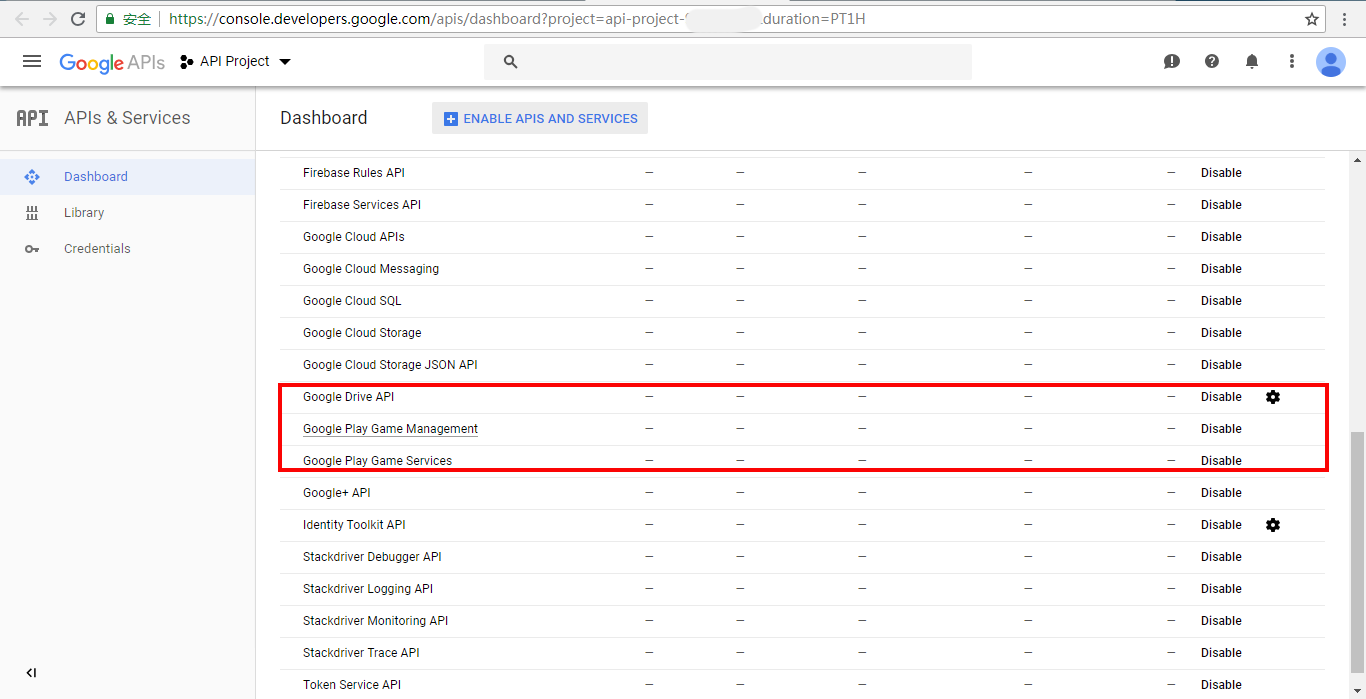 安全 https://console.developers.google.com/apis/dashboard?project=api-project- duration=PT1H
Google APIs API Project
API APIs & Services
Dashboard ENABLE APIS AND SERVICES
Dashboard
Library
Credentials
Firebase Rules API — — — — — Disable
Firebase Services API — — — — — Disable
Google Cloud APIs — — — — — Disable
Google Cloud Messaging — — — — — Disable
Google Cloud SQL — — — — — Disable
Google Cloud Storage — — — — — Disable
Google Cloud Storage JSON API — — — — — Disable
Google Drive API — — — — — Disable
Google Play Game Management — — — — — Disable
Google Play Game Services — — — — — Disable
Google+ API — — — — — Disable
Identity Toolkit API — — — — — Disable
Stackdriver Debugger API — — — — — Disable
Stackdriver Logging API — — — — — Disable
Stackdriver Monitoring API — — — — — Disable
Stackdriver Trace API — — — — — Disable
Token Service API — — — — — Disable